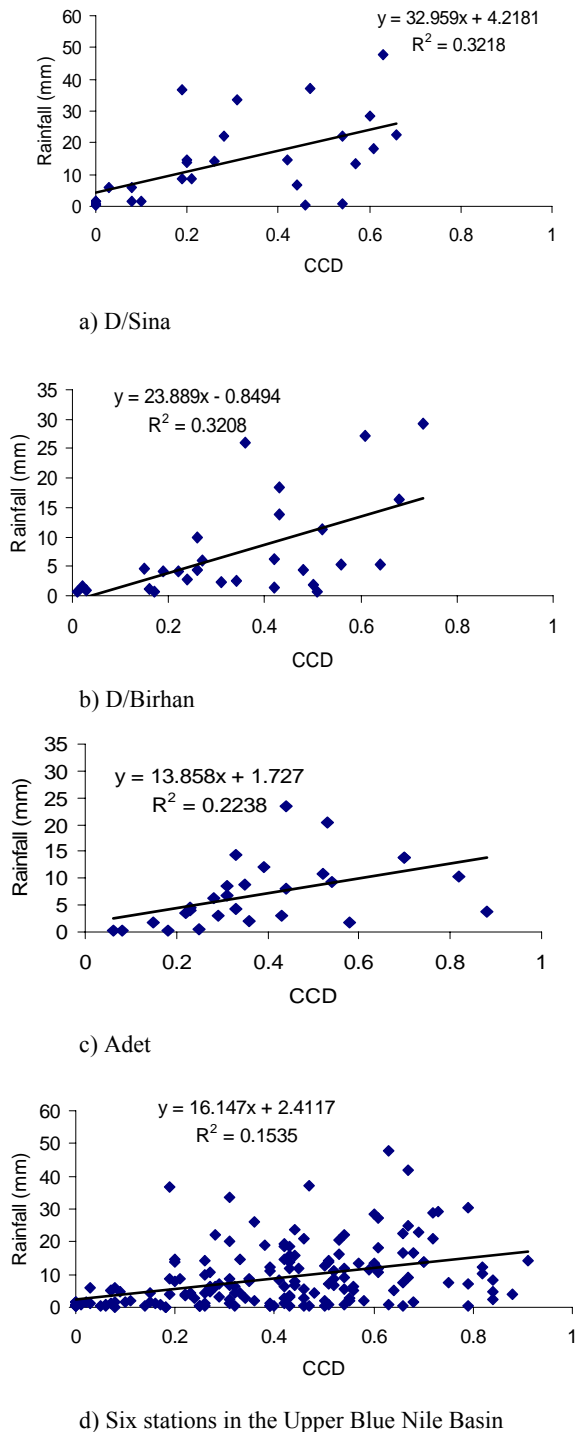 y = 32.959x + 4.2181
R² = 0.3218
Rainfall (mm)
60
50
40
30
20
10
0
0 0.2 0.4 0.6 0.8 1
CCD
a) D/Sina
y = 23.889x - 0.8494
R² = 0.3208
Rainfall (mm)
35
30
25
20
15
10
5
0
0 0.2 0.4 0.6 0.8 1
CCD
b) D/Birhan
y = 13.858x + 1.727
R² = 0.2238
Rainfall (mm)
35
30
25
20
15
10
5
0
0 0.2 0.4 0.6 0.8 1
CCD
c) Adet
y = 16.147x + 2.4117
R² = 0.1535
Rainfall (mm)
60
50
40
30
20
10
0
0 0.2 0.4 0.6 0.8 1
CCD
d) Six stations in the Upper Blue Nile Basin